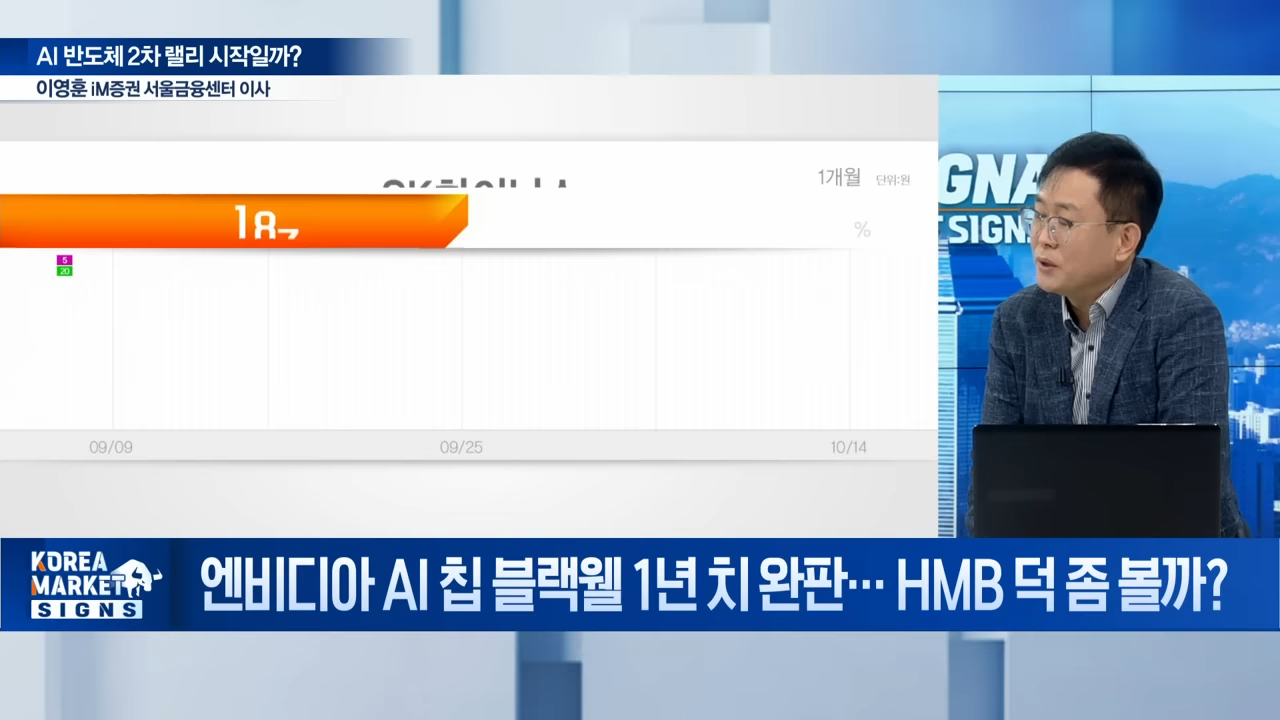 AI 반도체 2차 랠리 시작일까?
이영훈 iM증권 서울금융센터 이사
1개월 단위:원
%
5
20
09/09 09/25 10/14
GNA
SIGN
KOREA
MARKET
SIGNS
엔비디아 AI 칩 블랙웰 1년 치 완판… HMB 덕 좀 볼까?